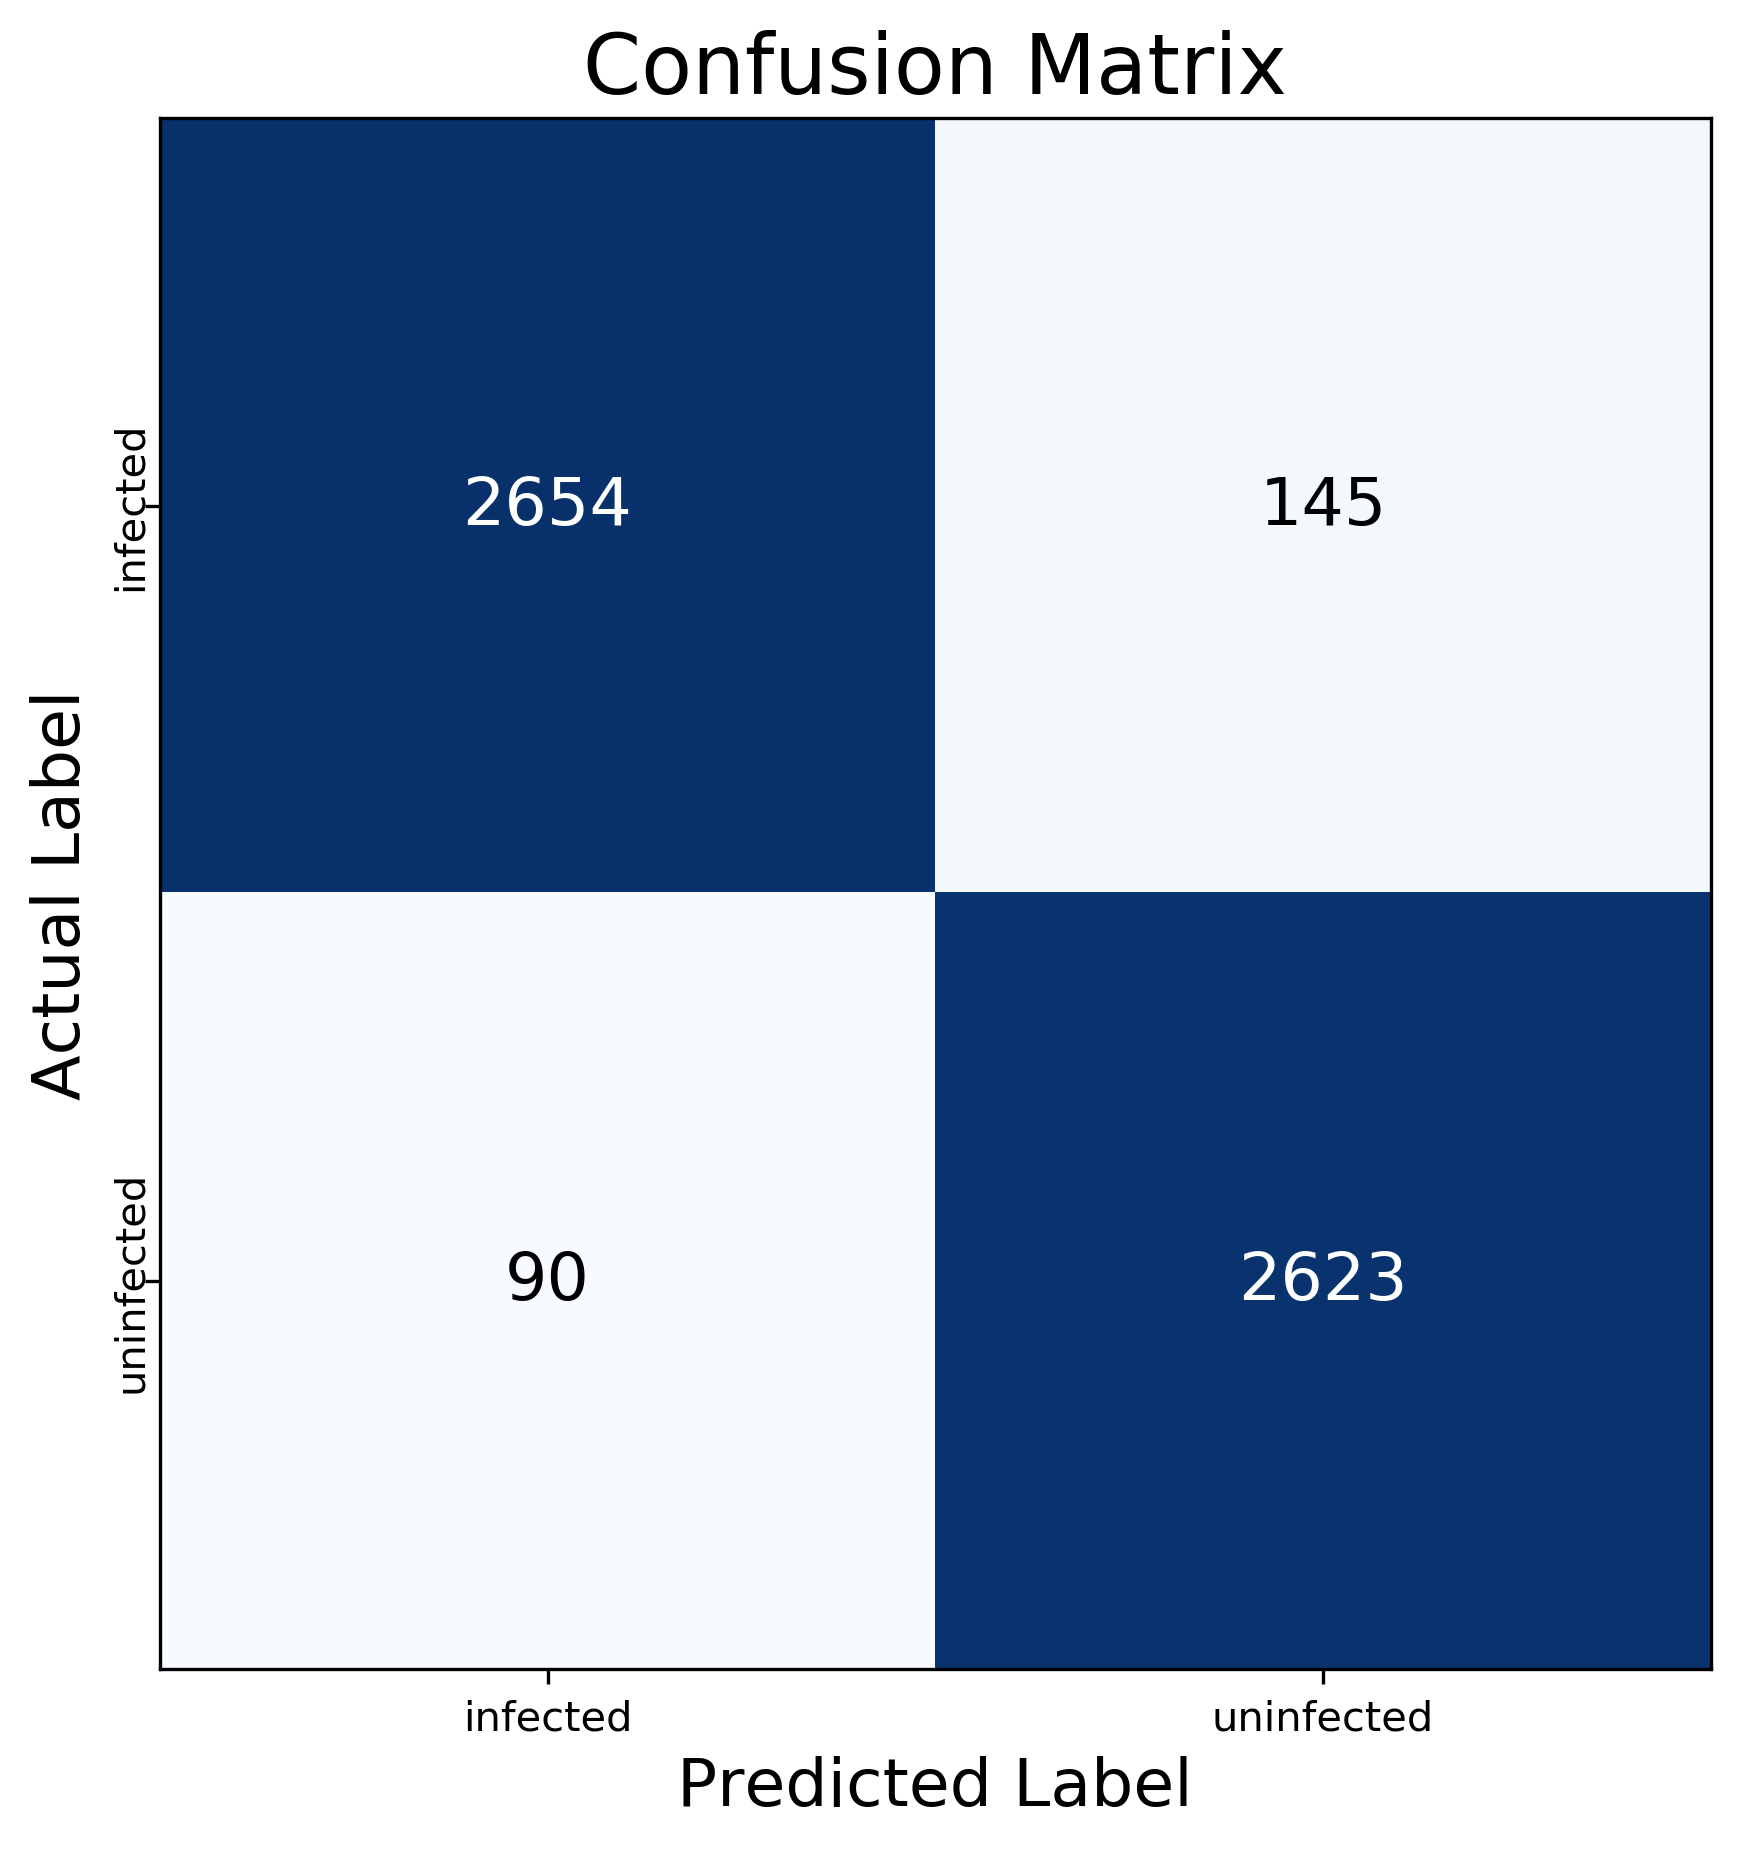 Confusion Matrix
Actual Label
infected
2654
145
uninfected
90
2623
infected
uninfected
Predicted Label